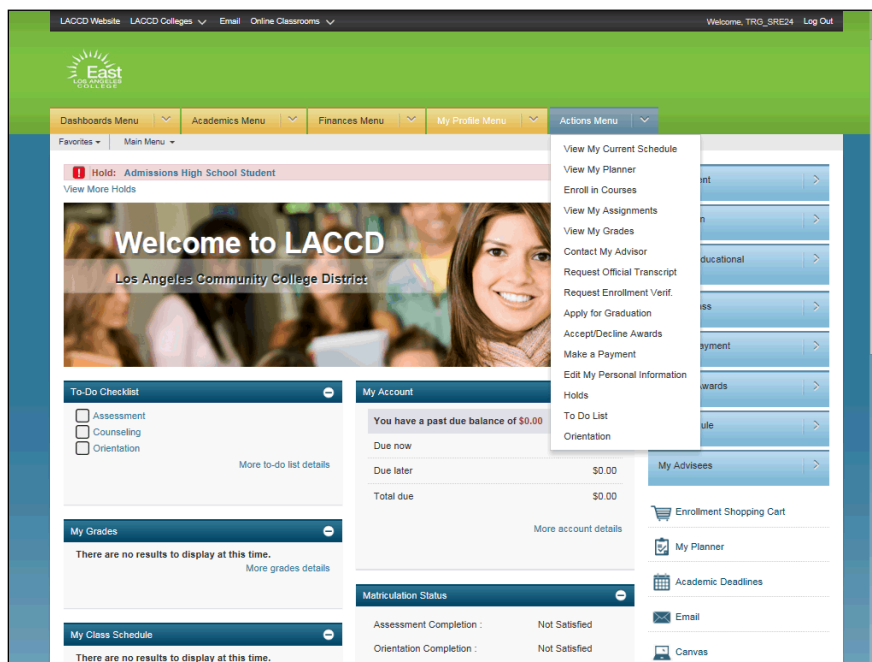 LACCD Website LACCD Colleges Email Online Classrooms Welcome, TRG_SRE24 Log Out
East
LOS ANGELES
COLLEGE
Dashboards Menu Academics Menu Finances Menu My Profile Menu Actions Menu
Favorites Main Menu
Hold: Admissions High School Student
View More Holds
View My Current Schedule
View My Planner
Enroll in Courses
View My Assignments
View My Grades
Contact My Advisor
Request Official Transcript
Request Enrollment Verif.
Apply for Graduation
Accept/Decline Awards
Make a Payment
Edit My Personal Information
Holds
To Do List
Orientation
Welcome to LACCD
Los Angeles Community College District
To-Do Checklist
Assessment
Counseling
Orientation
More to-do list details
My Grades
There are no results to display at this time.
More grades details
My Class Schedule
There are no results to display at this time.
My Account
You have a past due balance of $0.00
Due now
Due later $0.00
Total due $0.00
More account details
Matriculation Status
Assessment Completion : Not Satisfied
Orientation Completion : Not Satisfied
My Advisees
Enrollment Shopping Cart
My Planner
Academic Deadlines
Email
Canvas